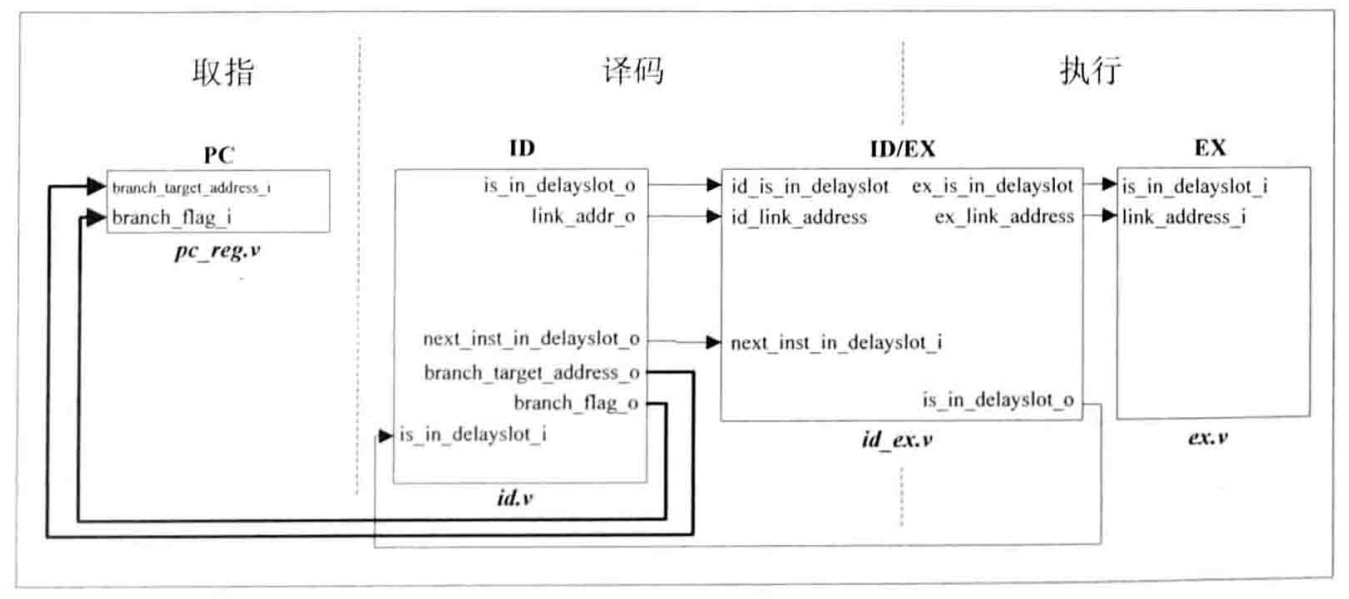 取指 译码 执行
PC ID ID/EX EX
branch_target_address_i is_in_delayslot_o id_is_in_delayslot ex_is_in_delayslot is_in_delayslot_i
branch_flag_i link_addr_o id_link_address ex_link_address link_address_i
pc_reg.v
next_inst_in_delayslot_o next_inst_in_delayslot_i
branch_target_address_o
branch_flag_o is_in_delayslot_o
is_in_delayslot_i
id_ex.v ex.v
id.v